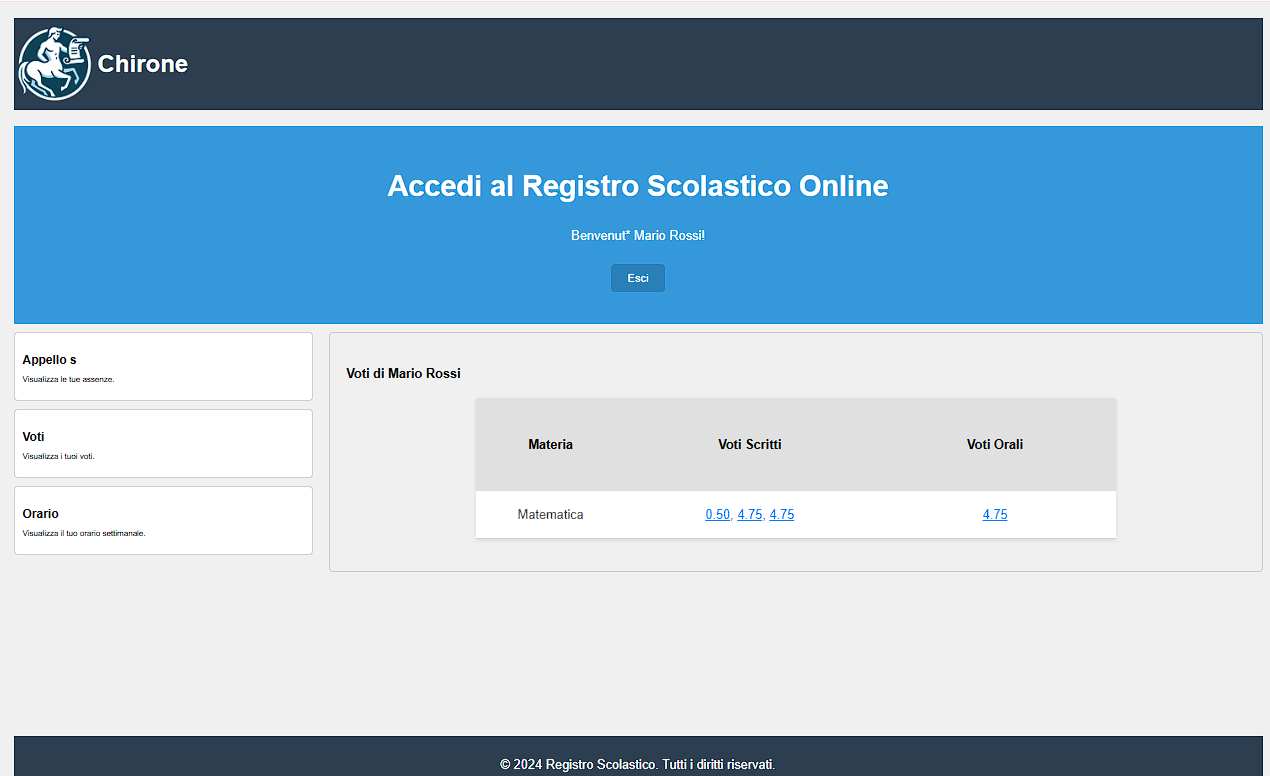 Chirone
Accedi al Registro Scolastico Online
Benvenut* Mario Rossi!
Esci
Appello s
Visualizza le tue assenze.
Voti
Visualizza i tuoi voti.
Orario
Visualizza il tuo orario settimanale.
Voti di Mario Rossi
Materia Voti Scritti Voti Orali
Matematica 0.50, 4.75, 4.75 4.75
© 2024 Registro Scolastico. Tutti i diritti riservati.